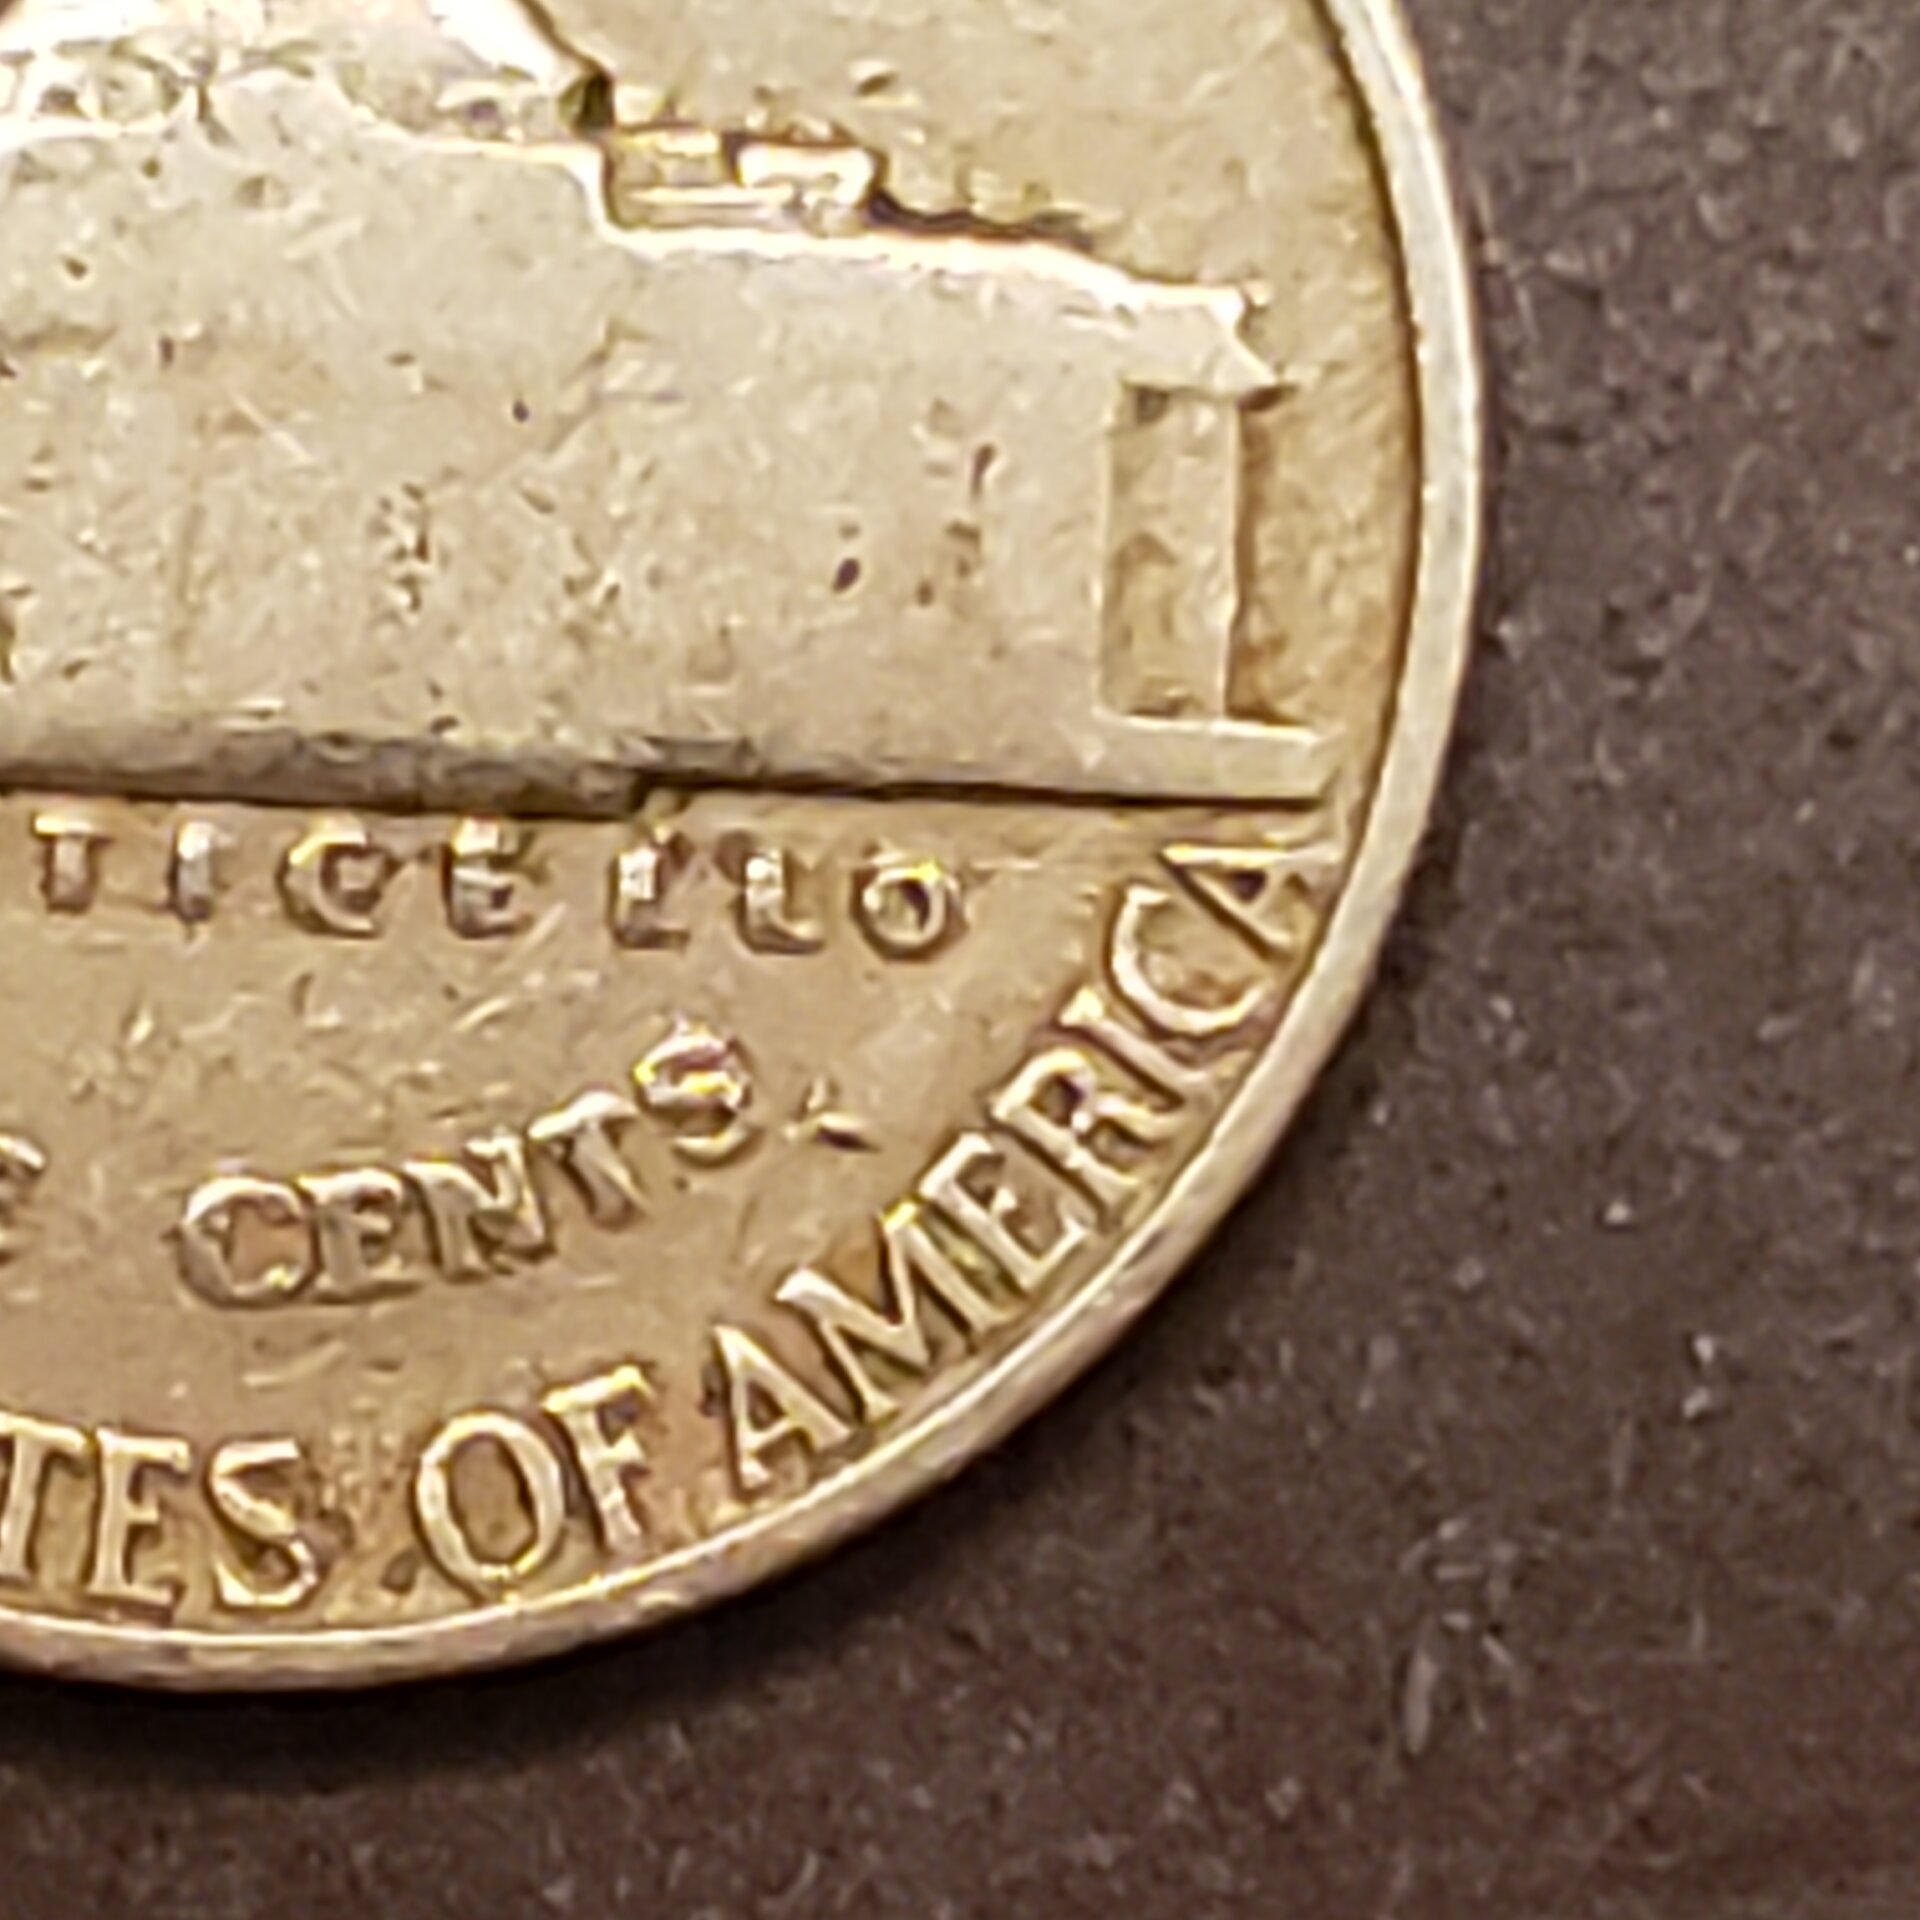 TICELLO
E CENTS
TES OF AMERICA